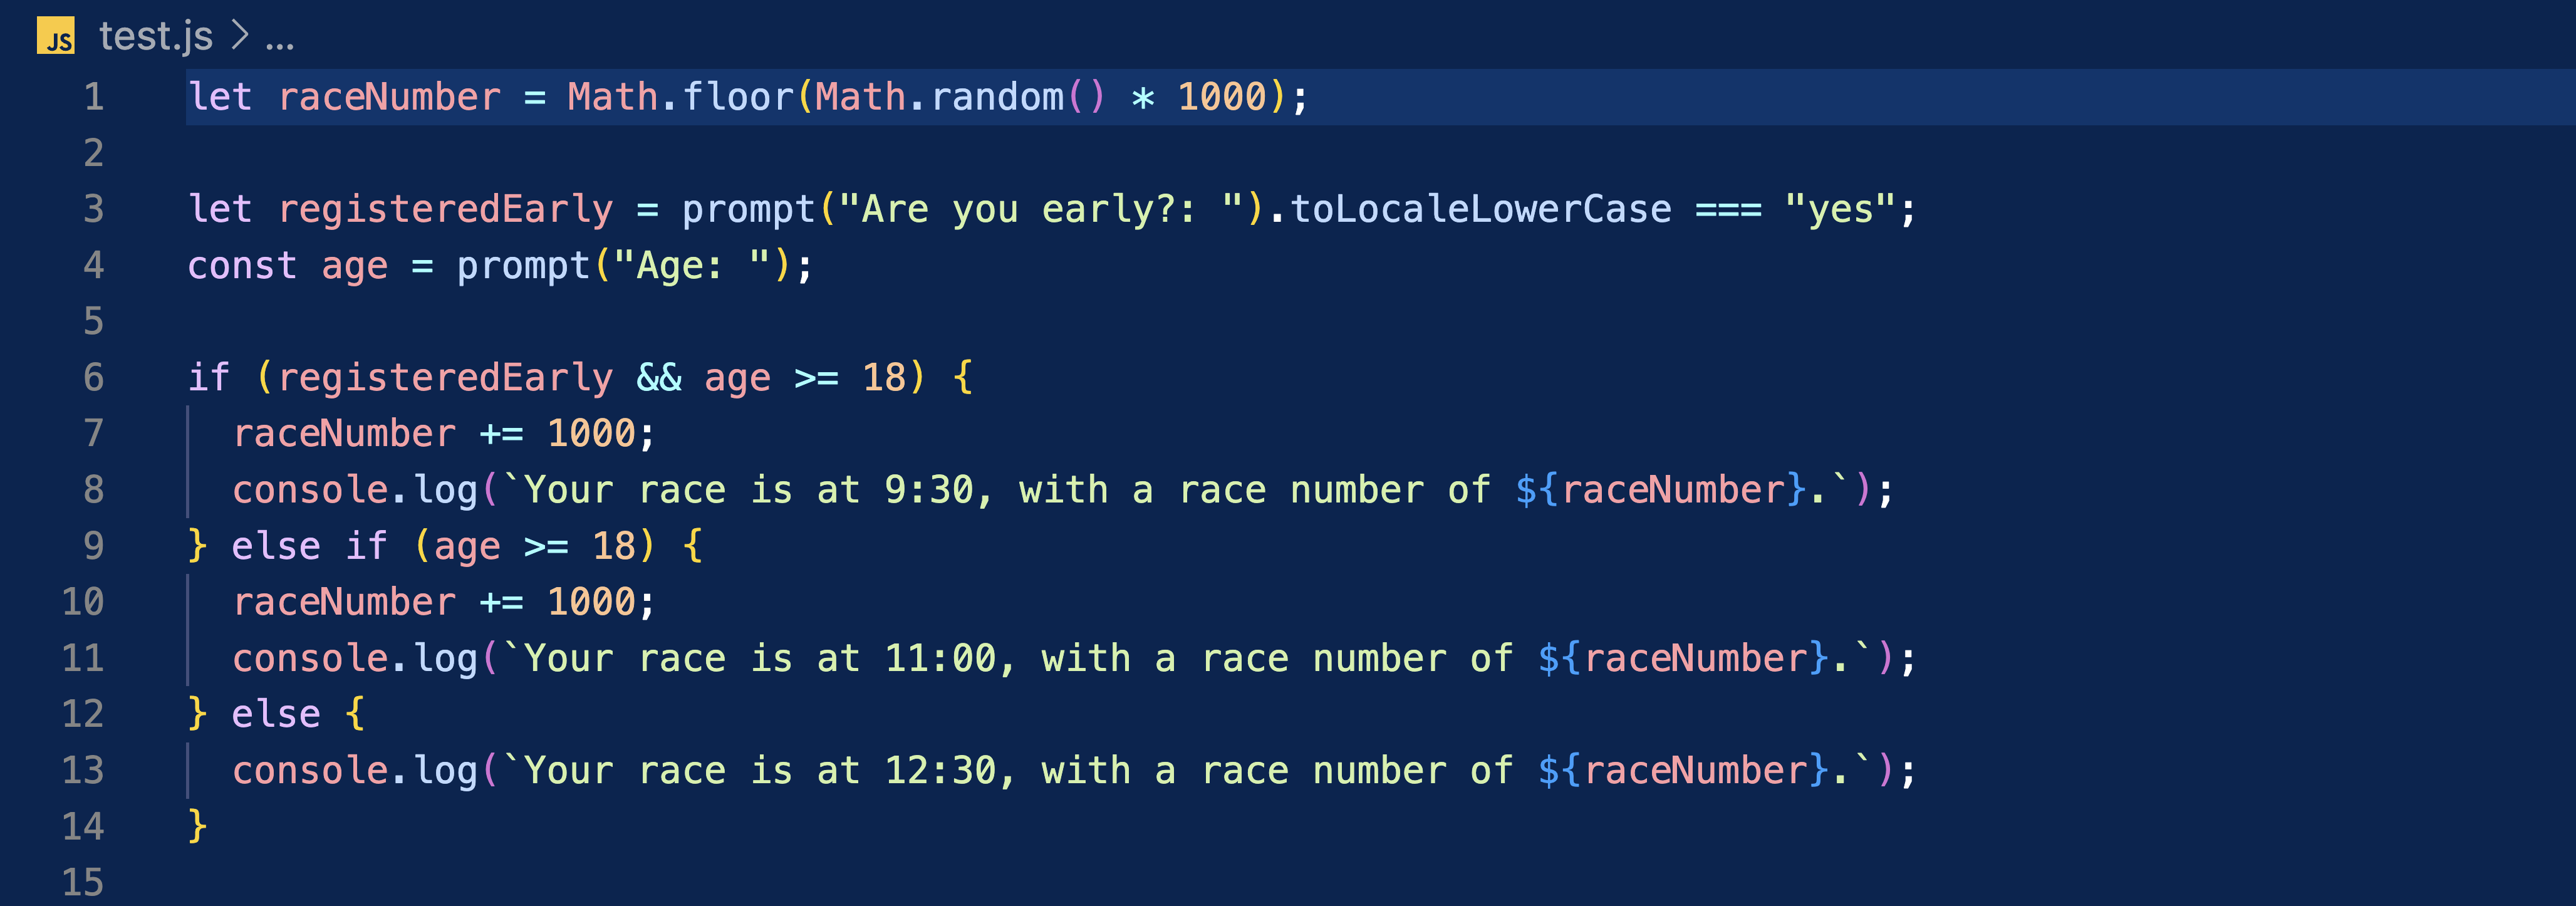 JS test.js > ...
1 let raceNumber = Math.floor(Math.random() * 1000);
2
3 let registeredEarly = prompt("Are you early?: ").toLocaleLowerCase === "yes";
4 const age = prompt("Age: ");
5
6 if (registeredEarly && age >= 18) {
7   raceNumber += 1000;
8   console.log(`Your race is at 9:30, with a race number of ${raceNumber}.`);
9 } else if (age >= 18) {
10   raceNumber += 1000;
11   console.log(`Your race is at 11:00, with a race number of ${raceNumber}.`);
12 } else {
13   console.log(`Your race is at 12:30, with a race number of ${raceNumber}.`);
14 }
15